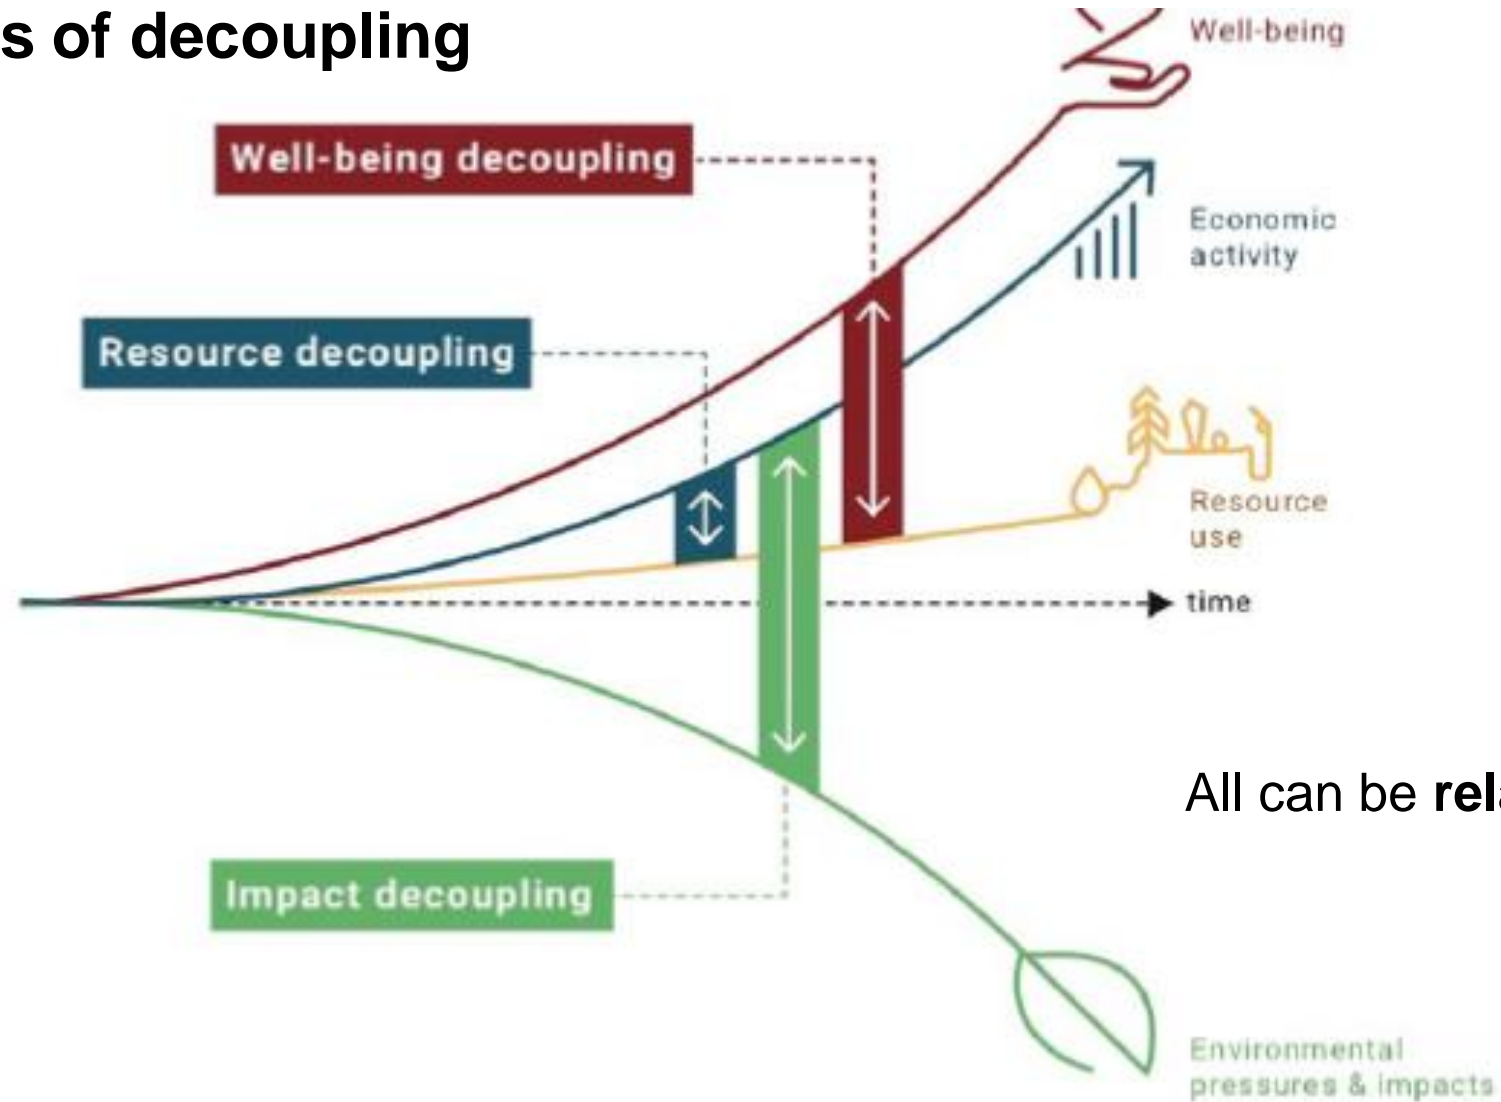 s of decoupling
Well-being
Well-being decoupling
Economic
activity
Resource decoupling
Resource
use
time
All can be
Impact decoupling
Environmental
pressures & impacts